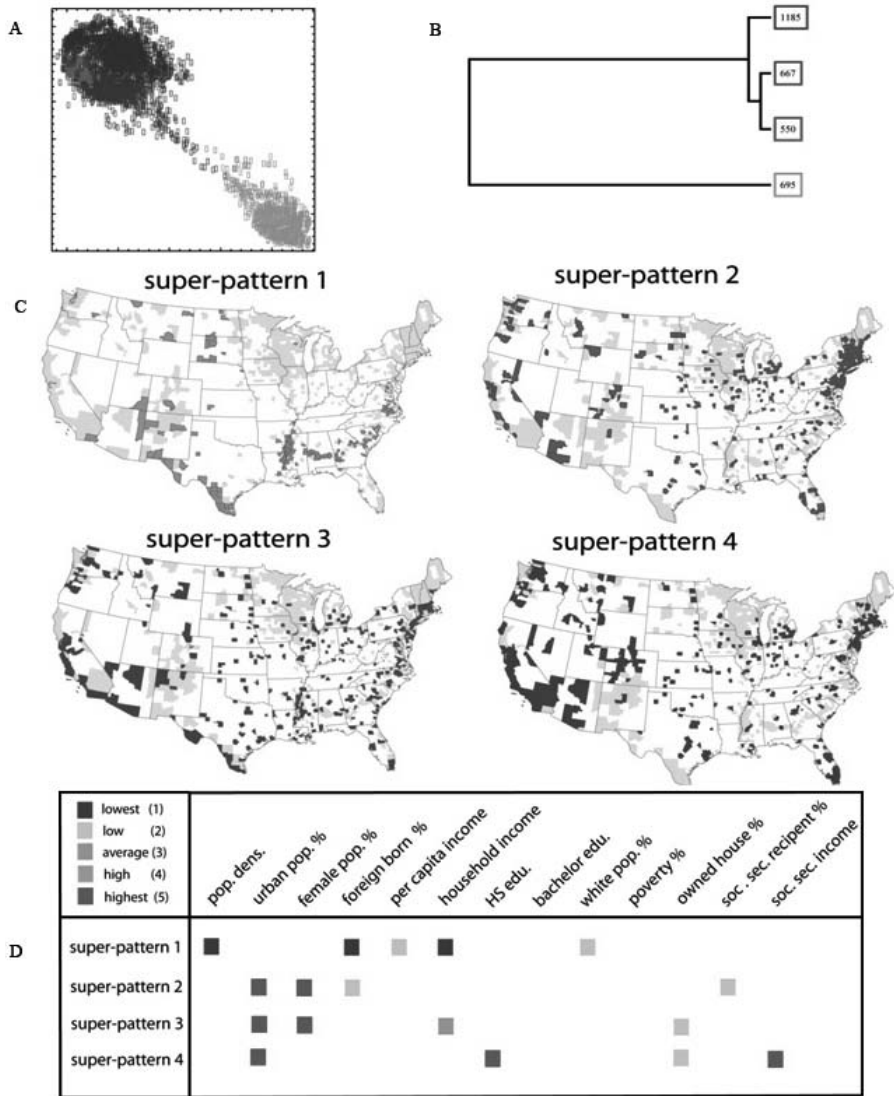 A
B
1185
667
550
695
C
super-pattern 1
super-pattern 2
super-pattern 3
super-pattern 4
lowest (1)
low (2)
average (3)
high (4)
highest (5)
pop. dens.
urban pop. %
female pop. %
foreign born %
per capita income
household income
HS edu.
bachelor edu.
white pop. %
poverty %
owned house %
soc . sec. recipent %
soc. sec. income
D
super-pattern 1
super-pattern 2
super-pattern 3
super-pattern 4